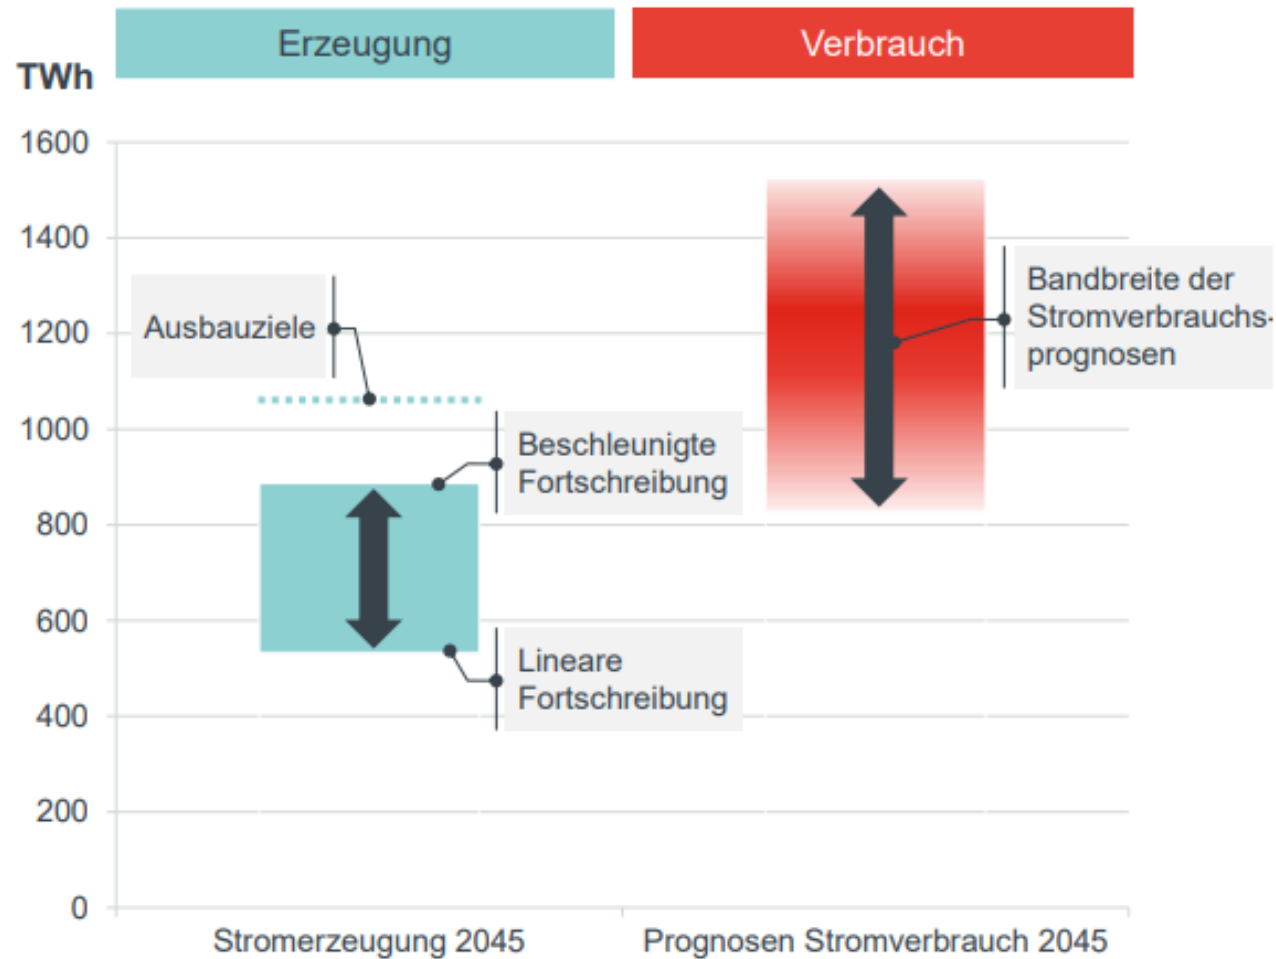 Erzeugung
Verbrauch
TWh
1600
1400
1200
1000
800
600
400
200
0
Ausbauziele
Beschleunigte
Fortschreibung
Lineare
Fortschreibung
Bandbreite der
Stromverbrauchs-
prognosen
Stromerzeugung 2045
Prognosen Stromverbrauch 2045